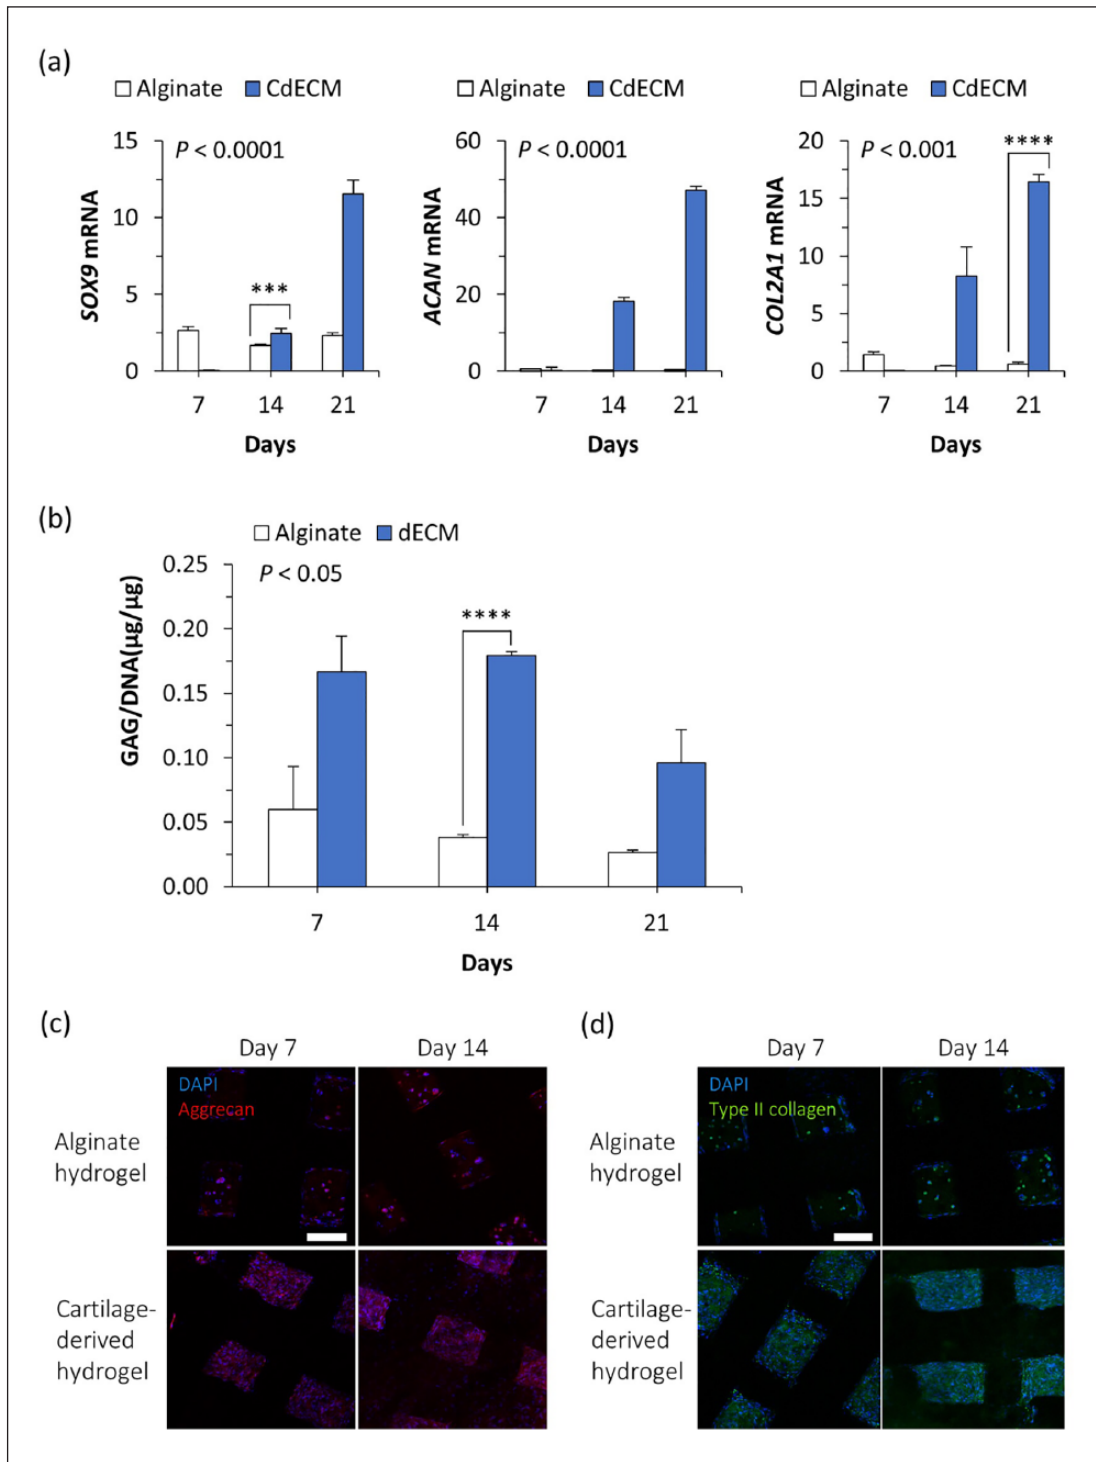 (a)
Alginate CdECM
P < 0.0001
SOX9 mRNA
15
10
5
0
***
7 14 21
Days
Alginate CdECM
P < 0.0001
ACAN mRNA
60
40
20
0
7 14 21
Days
Alginate CdECM
P < 0.001
COL2A1 mRNA
20
15
10
5
0
****
7 14 21
Days
(b)
Alginate dECM
P < 0.05
GAG/DNA(µg/µg)
0.25
0.20
0.15
0.10
0.05
0.00
****
7 14 21
Days
(c)
Day 7 Day 14
DAPI
Aggrecan
Alginate
hydrogel
Cartilage-
derived
hydrogel
(d)
Day 7 Day 14
DAPI
Type II collagen
Alginate
hydrogel
Cartilage-
derived
hydrogel